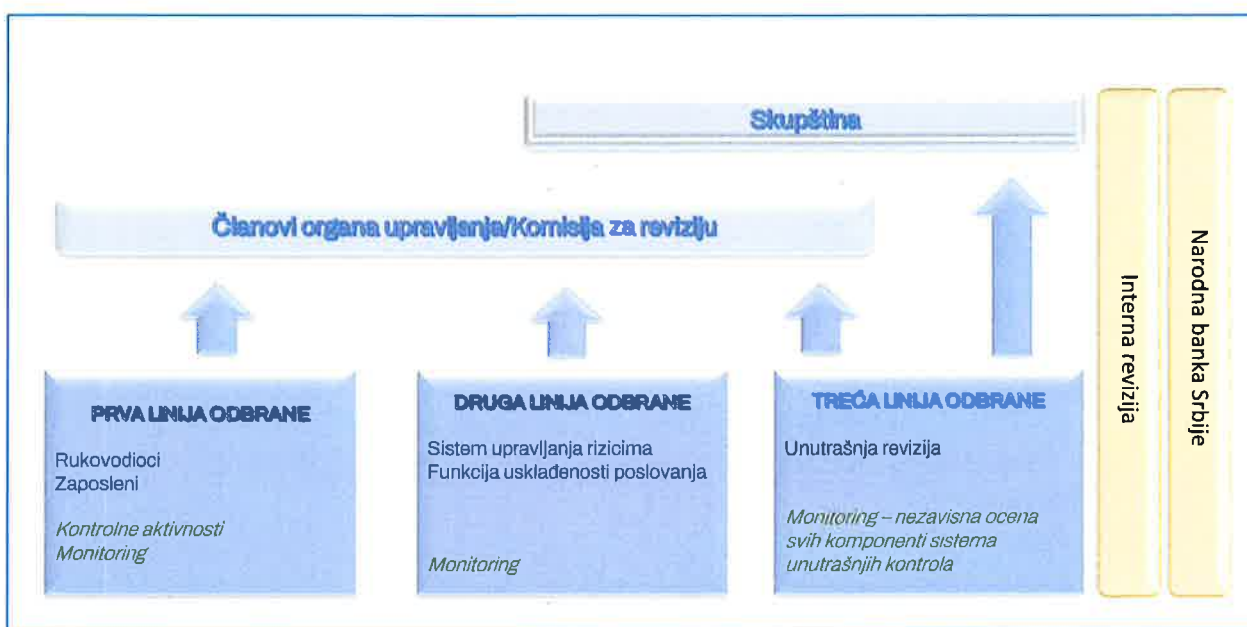 Skupština
Članovi organa upravljanja/Komisija za reviziju
PRVA LINIJA ODBRANE
Rukovodioci
Zaposleni
Kontrolne aktivnosti
Monitoring
DRUGA LINIJA ODBRANE
Sistem upravljanja rizicima
Funkcija usklađenosti poslovanja
Monitoring
TREĆA LINIJA ODBRANE
Unutrašnja revizija
Monitoring – nezavisna ocena
svih komponenti sistema
unutrašnjih kontrola
Interna revizija
Narodna banka Srbije